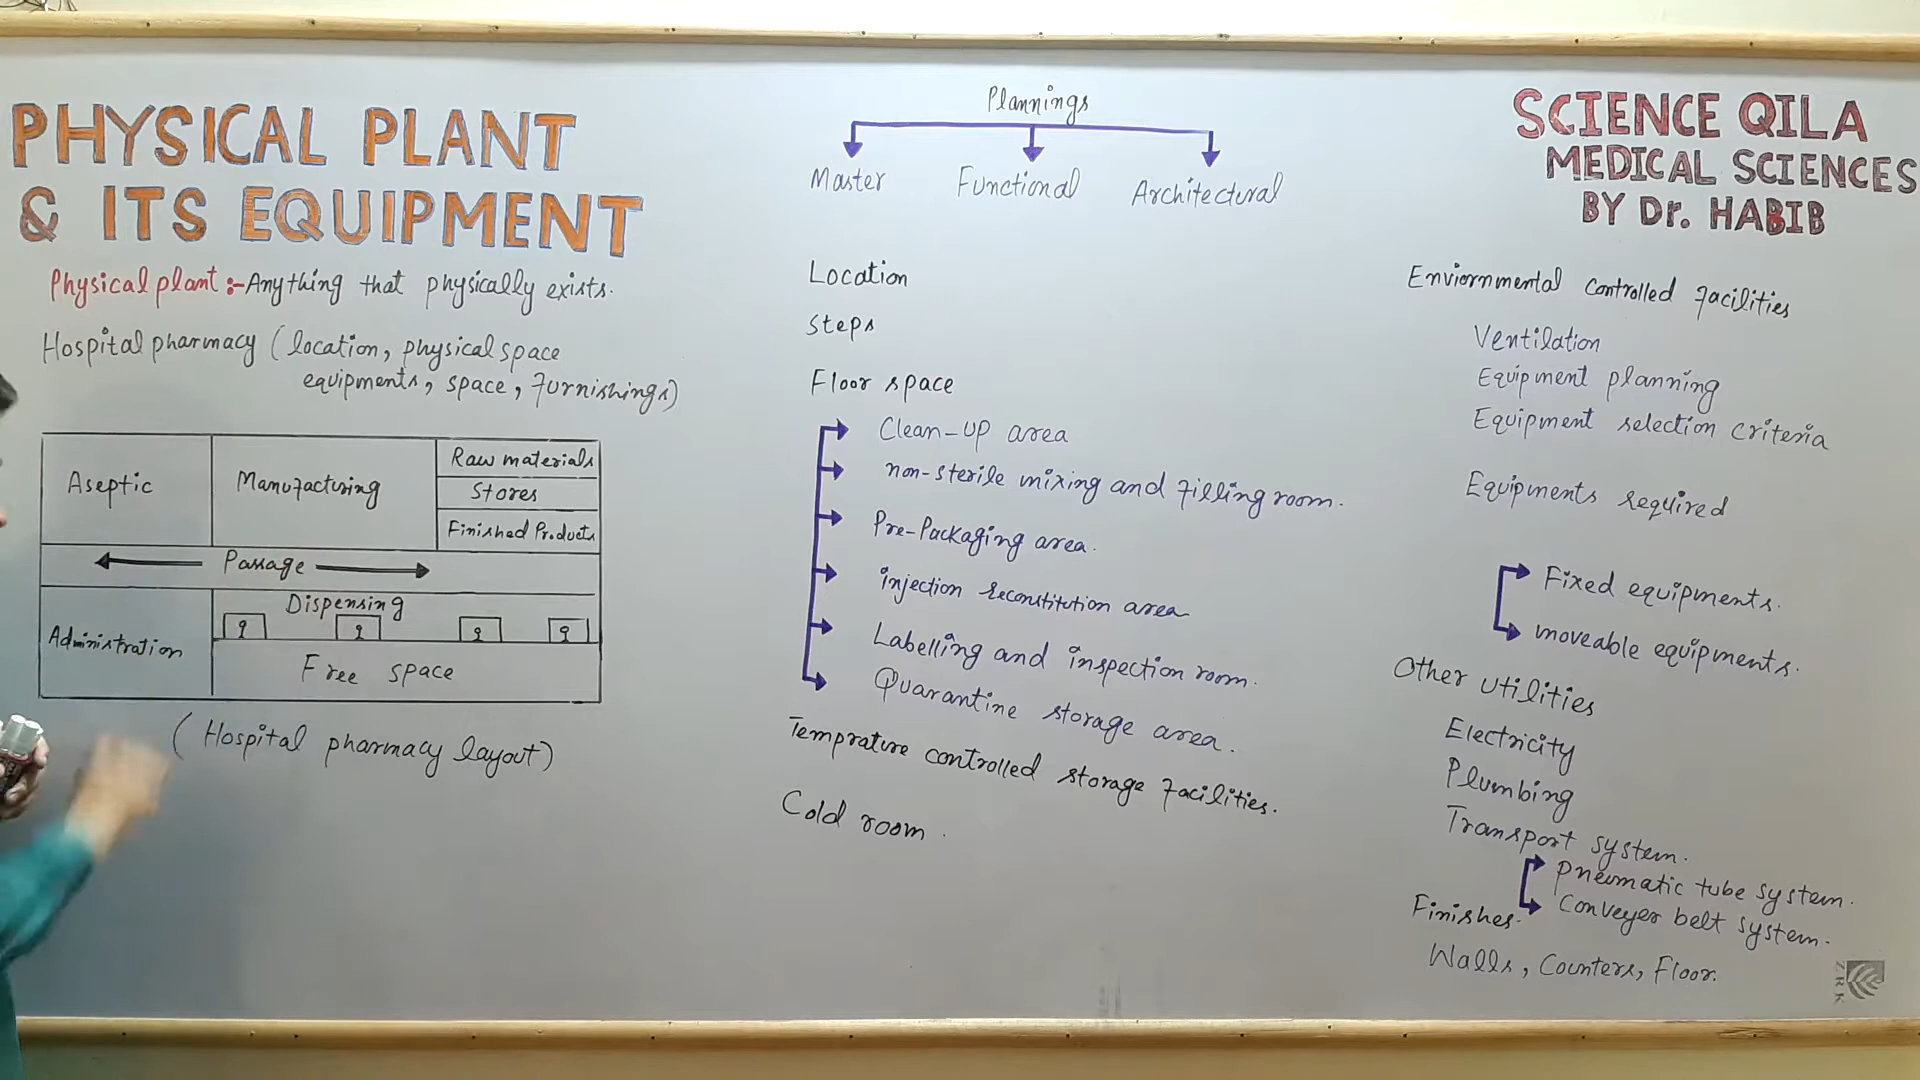 PHYSICAL PLANT
& ITS EQUIPMENT
Physical plant :- Anything that physically exists.
Hospital pharmacy (location, physical space
equipments, space, furnishings)
Aseptic
Manufacturing
Raw materials
Stores
Finished Products
Passage
Administration
Dispensing
Free space
(Hospital pharmacy layout)
Plannings
Master
Functional
Architectural
Location
Steps
Floor space
Clean-up area
non-sterile mixing and filling room.
Pre-Packaging area.
injection reconstitution area
Labelling and inspection room.
Quarantine storage area.
Temprature controlled storage facilities.
Cold room.
SCIENCE QILA
MEDICAL SCIENCES
BY Dr. HABIB
Enviornmental controlled facilities
Ventilation
Equipment planning
Equipment selection criteria
Equipments required
Fixed equipments.
moveable equipments.
Other utilities
Electricity
Plumbing
Transport system.
Pneumatic tube system.
Conveyer belt system.
Finishes.
Walls, Counters, Floor.
ZRK